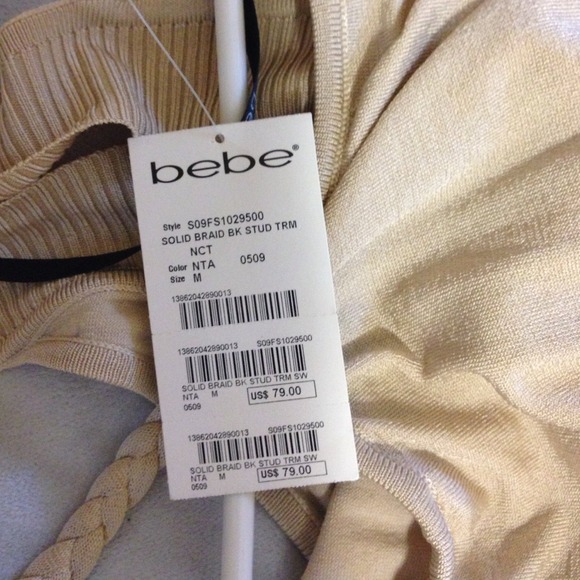 bebe®
Style S09FS1029500
SOLID BRAID BK STUD TRM
NCT
Color NTA 0509
Size M
13862042890013
13862042890013 S09FS1029500
SOLID BRAID BK STUD TRM SW
NTA M US$ 79.00
0509
13862042890013 S09FS1029500
SOLID BRAID BK STUD TRM SW
NTA M US$ 79.00
0509